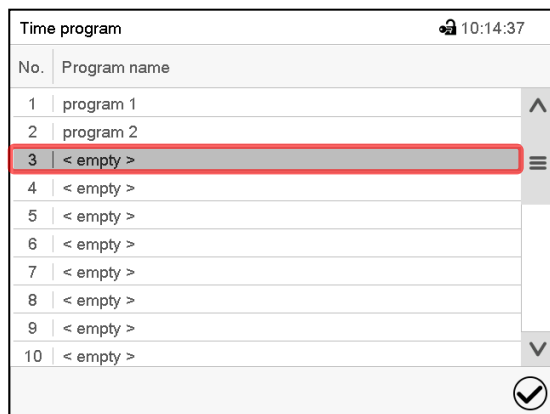 Time program 10:14:37
No. Program name
1 program 1
2 program 2
3 < empty >
4 < empty >
5 < empty >
6 < empty >
7 < empty >
8 < empty >
9 < empty >
10 < empty >